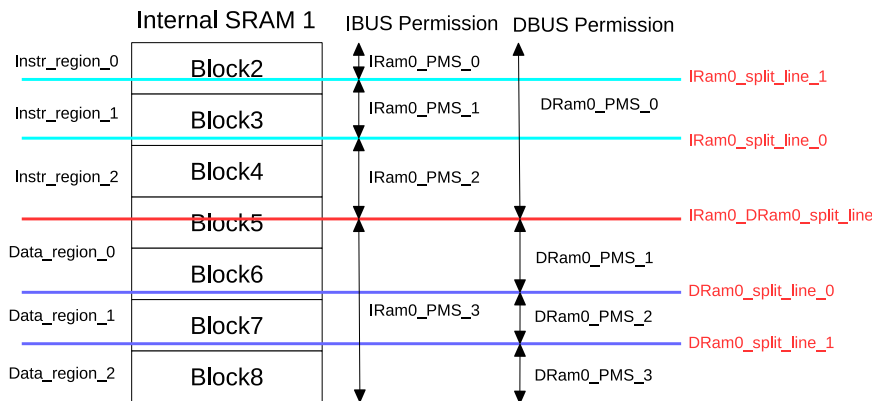 Internal SRAM 1
IBUS Permission
DBUS Permission
Instr_region_0
Block2
IRam0_PMS_0
IRam0_split_line_1
Instr_region_1
Block3
IRam0_PMS_1
DRam0_PMS_0
IRam0_split_line_0
Instr_region_2
Block4
IRam0_PMS_2
Block5
IRam0_DRam0_split_line
Data_region_0
Block6
DRam0_PMS_1
DRam0_split_line_0
Data_region_1
Block7
IRam0_PMS_3
DRam0_PMS_2
DRam0_split_line_1
Data_region_2
Block8
DRam0_PMS_3